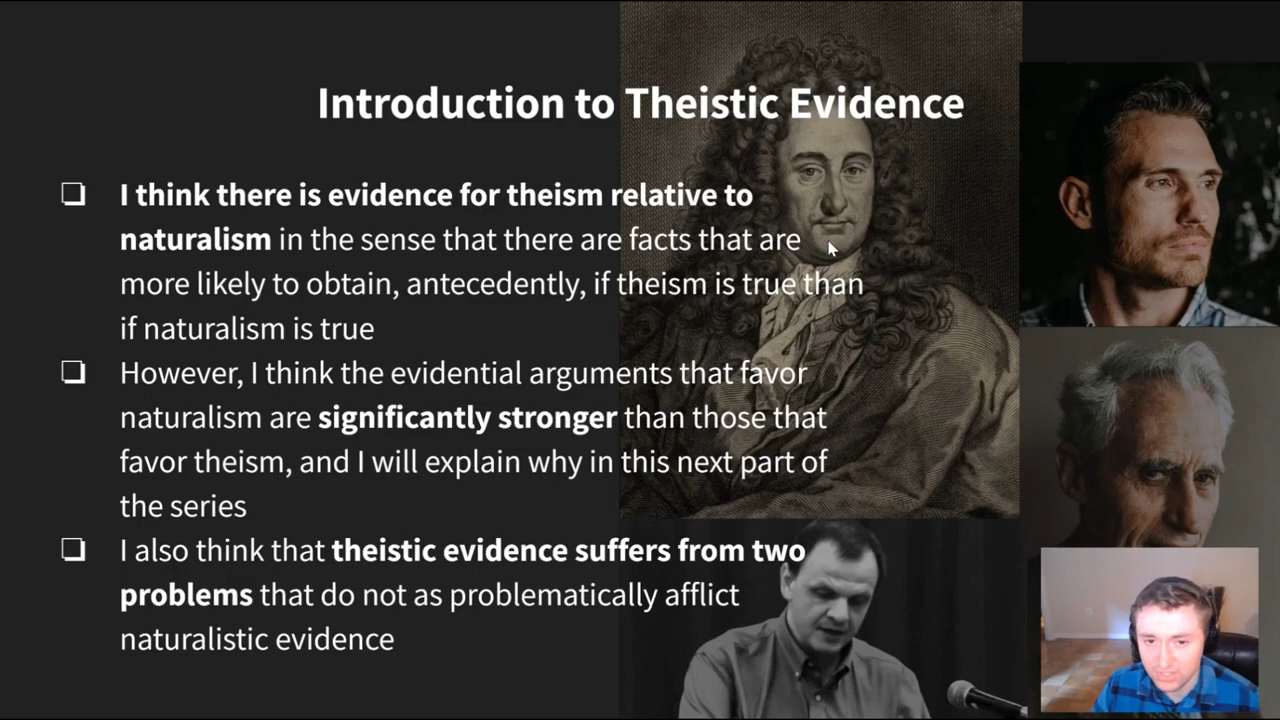 Introduction to Theistic Evidence
I think there is evidence for theism relative to
naturalism in the sense that there are facts that are
more likely to obtain, antecedently, if theism is true than
if naturalism is true
However, I think the evidential arguments that favor
naturalism are significantly stronger than those that
favor theism, and I will explain why in this next part of
the series
I also think that theistic evidence suffers from two
problems that do not as problematically afflict
naturalistic evidence